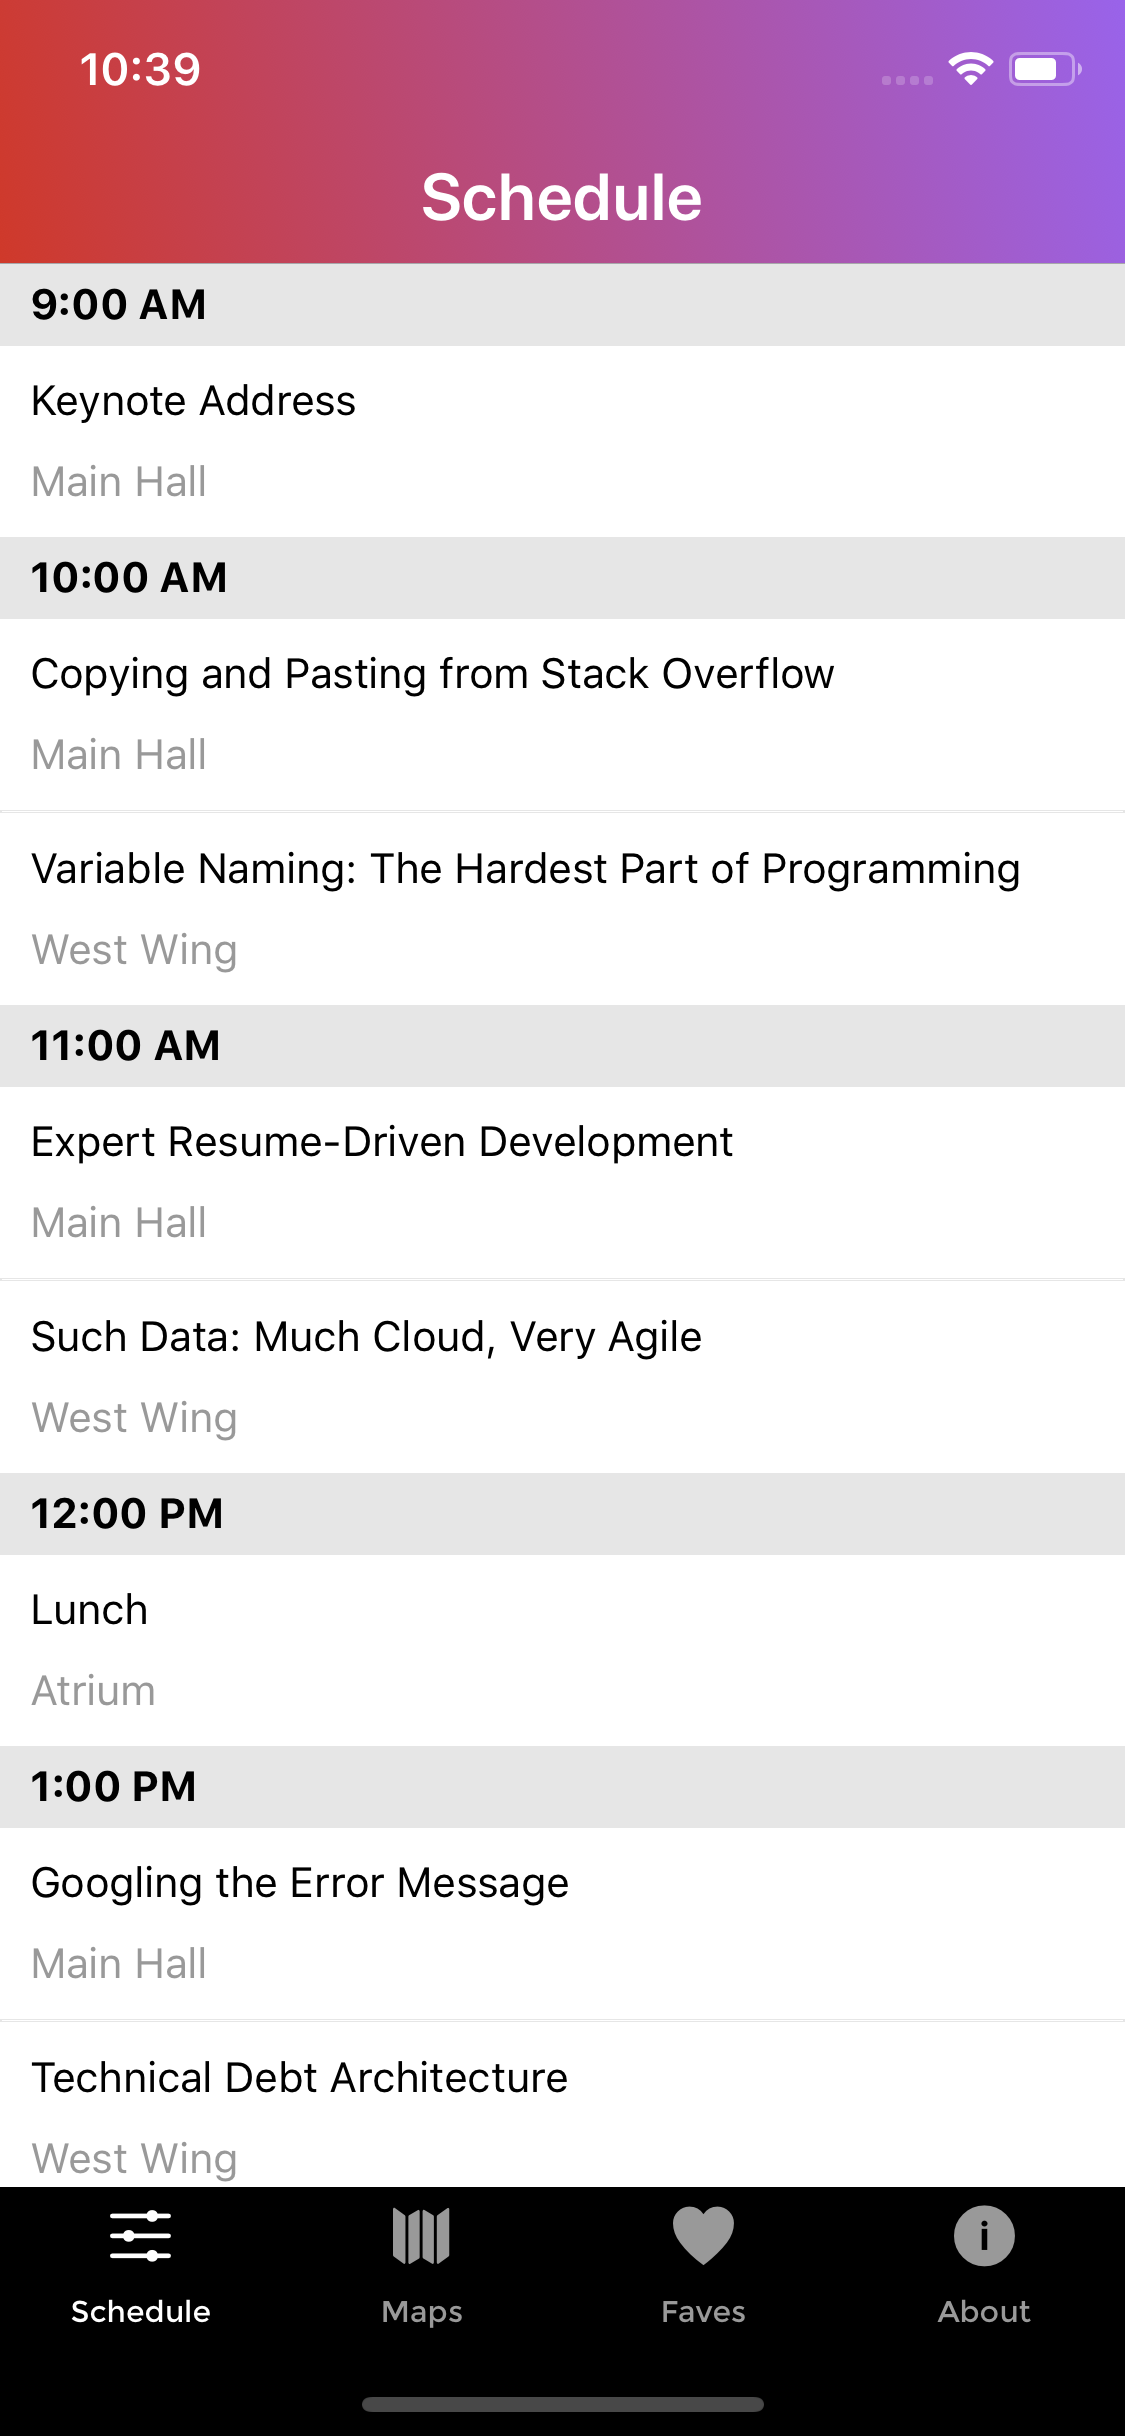 10:39
Schedule
9:00 AM
Keynote Address
Main Hall
10:00 AM
Copying and Pasting from Stack Overflow
Main Hall
Variable Naming: The Hardest Part of Programming
West Wing
11:00 AM
Expert Resume-Driven Development
Main Hall
Such Data: Much Cloud, Very Agile
West Wing
12:00 PM
Lunch
Atrium
1:00 PM
Googling the Error Message
Main Hall
Technical Debt Architecture
West Wing
Schedule Maps Faves About